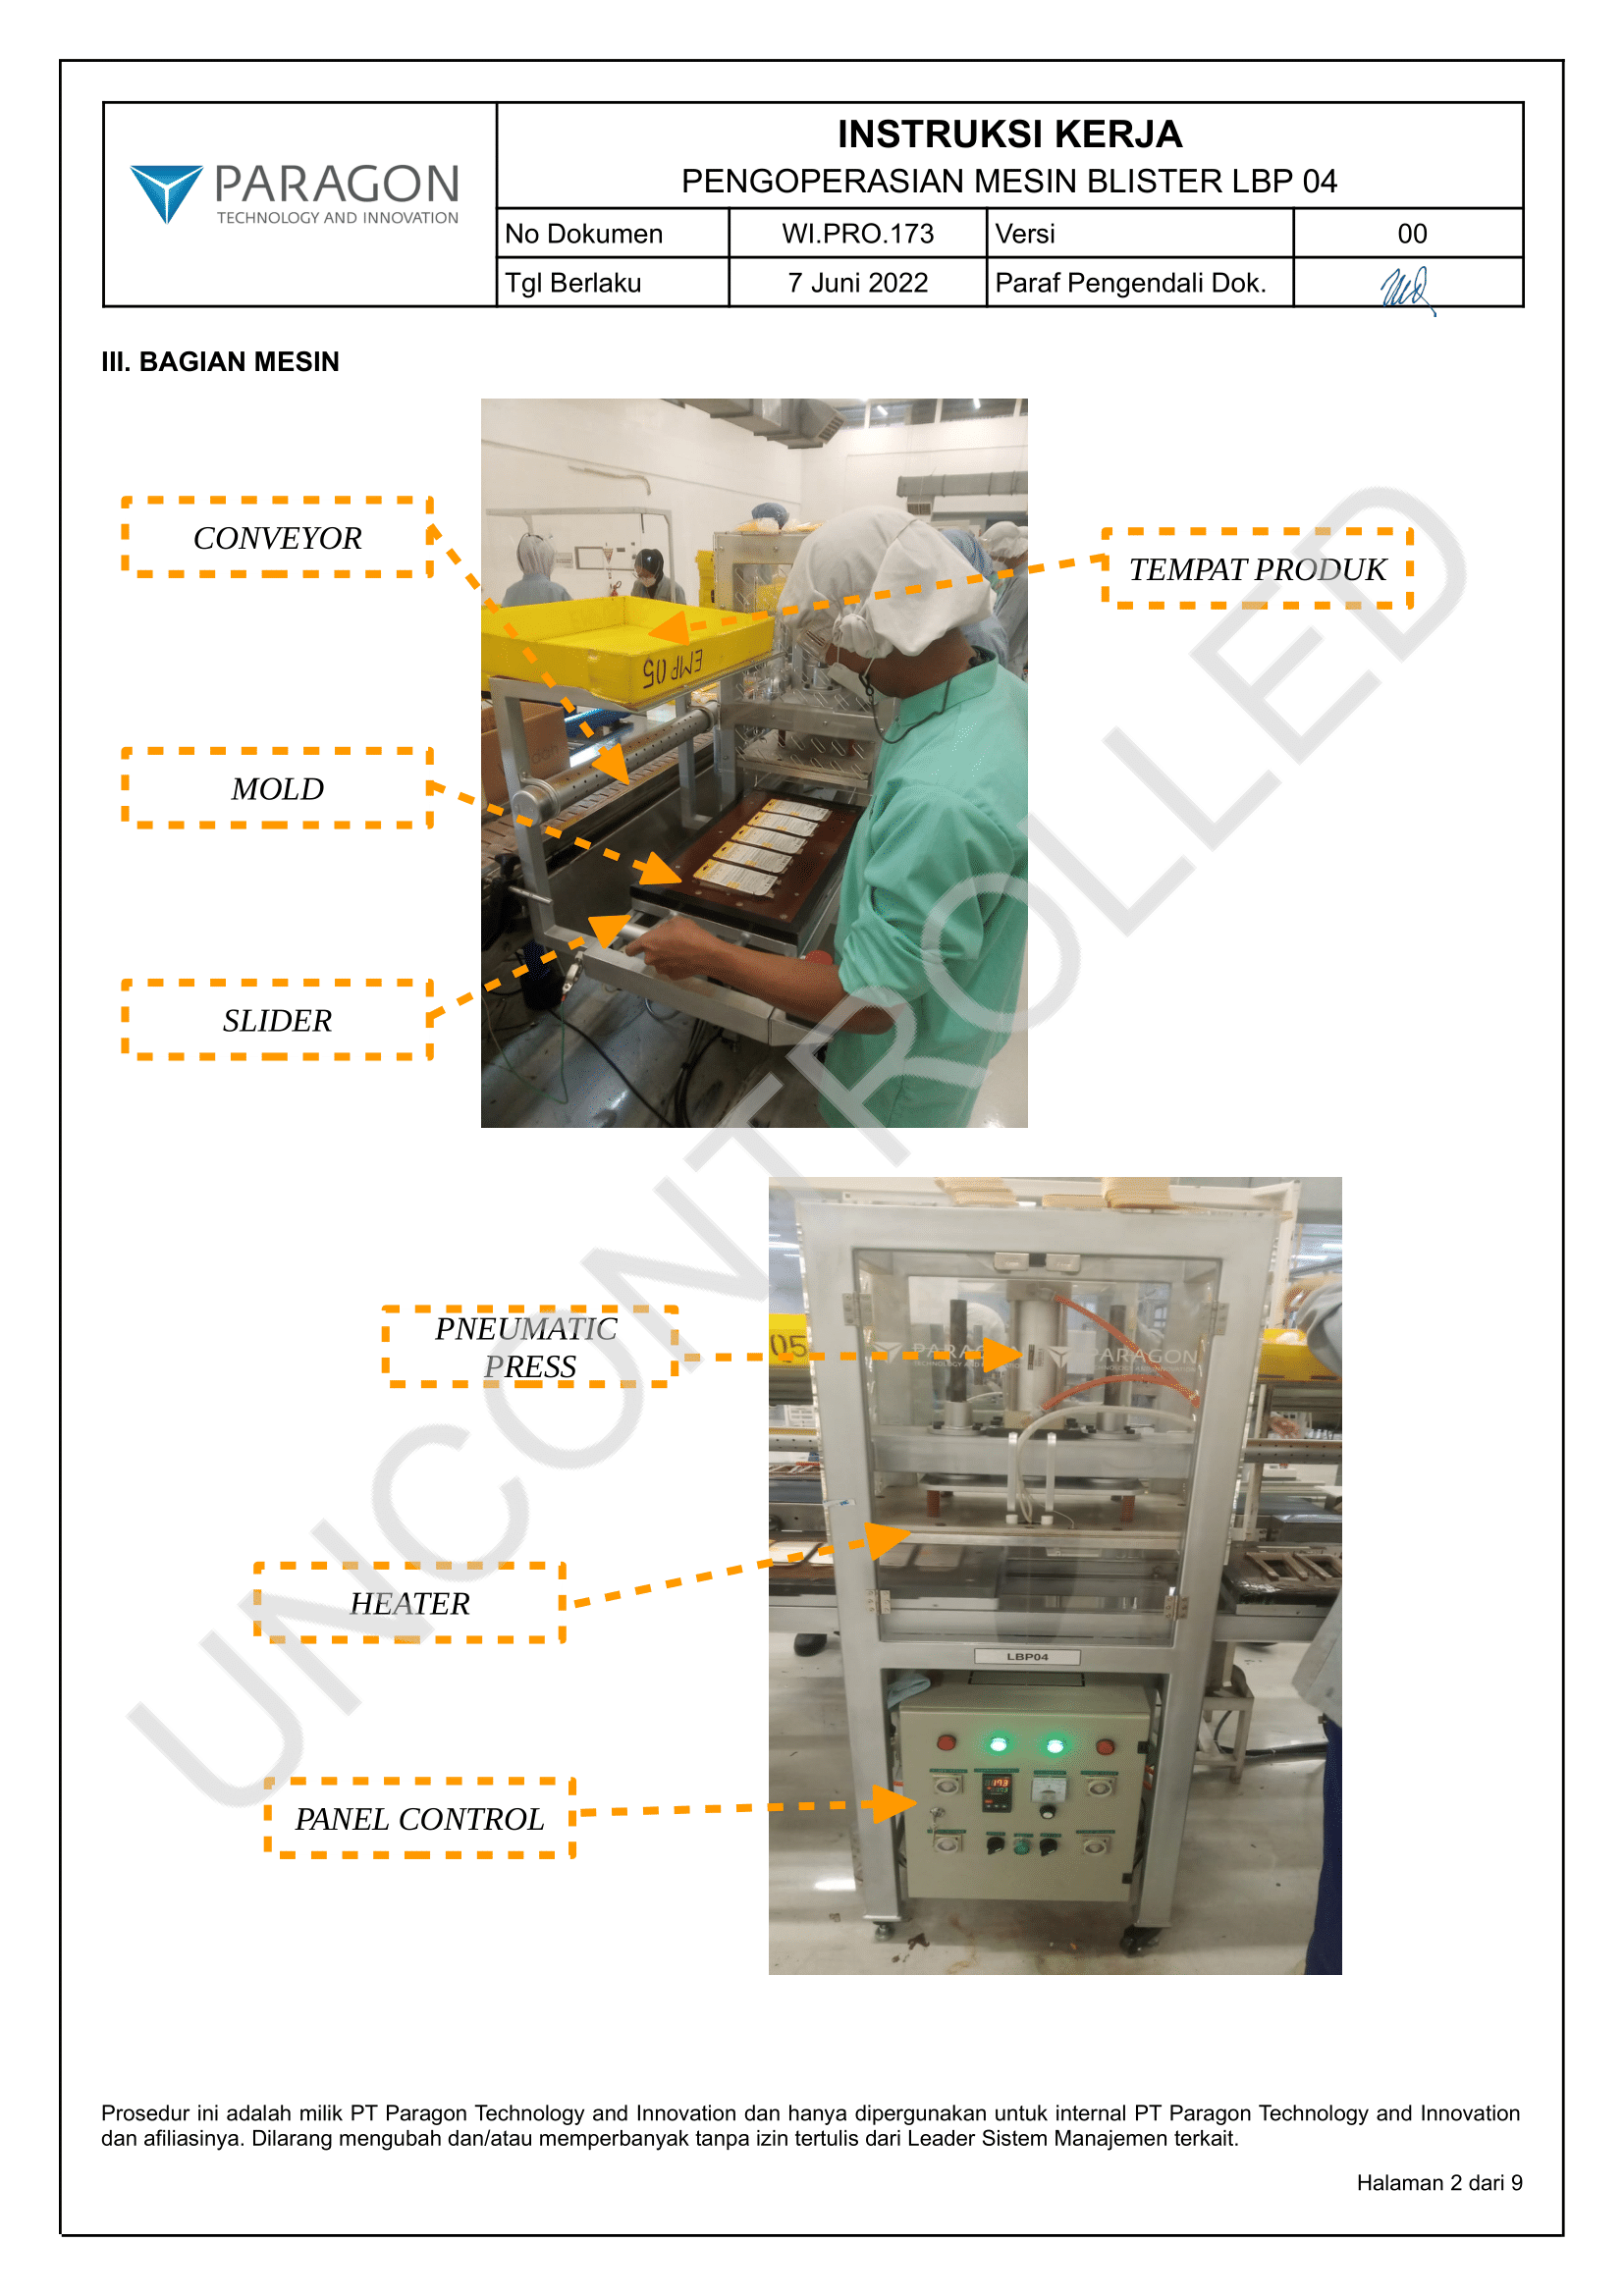 PARAGON
TECHNOLOGY AND INNOVATION
INSTRUKSI KERJA
PENGOPERASIAN MESIN BLISTER LBP 04
No Dokumen WI.PRO.173 Versi 00
Tgl Berlaku 7 Juni 2022 Paraf Pengendali Dok.
III. BAGIAN MESIN
CONVEYOR
TEMPAT PRODUK
EMP 05
MOLD
SLIDER
UNCONTROLLED
PNEUMATIC
PRESS
05
PARAGON
PARAGON
HEATER
LBP04
173
PANEL CONTROL
Prosedur ini adalah milik PT Paragon Technology and Innovation dan hanya dipergunakan untuk internal PT Paragon Technology and Innovation
dan afiliasinya. Dilarang mengubah dan/atau memperbanyak tanpa izin tertulis dari Leader Sistem Manajemen terkait.
Halaman 2 dari 9